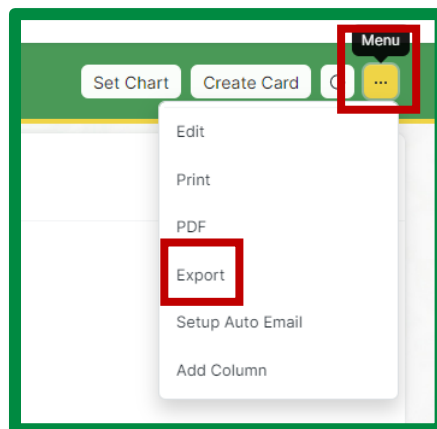 Menu
Set Chart Create Card ...
Edit
Print
PDF
Export
Setup Auto Email
Add Column